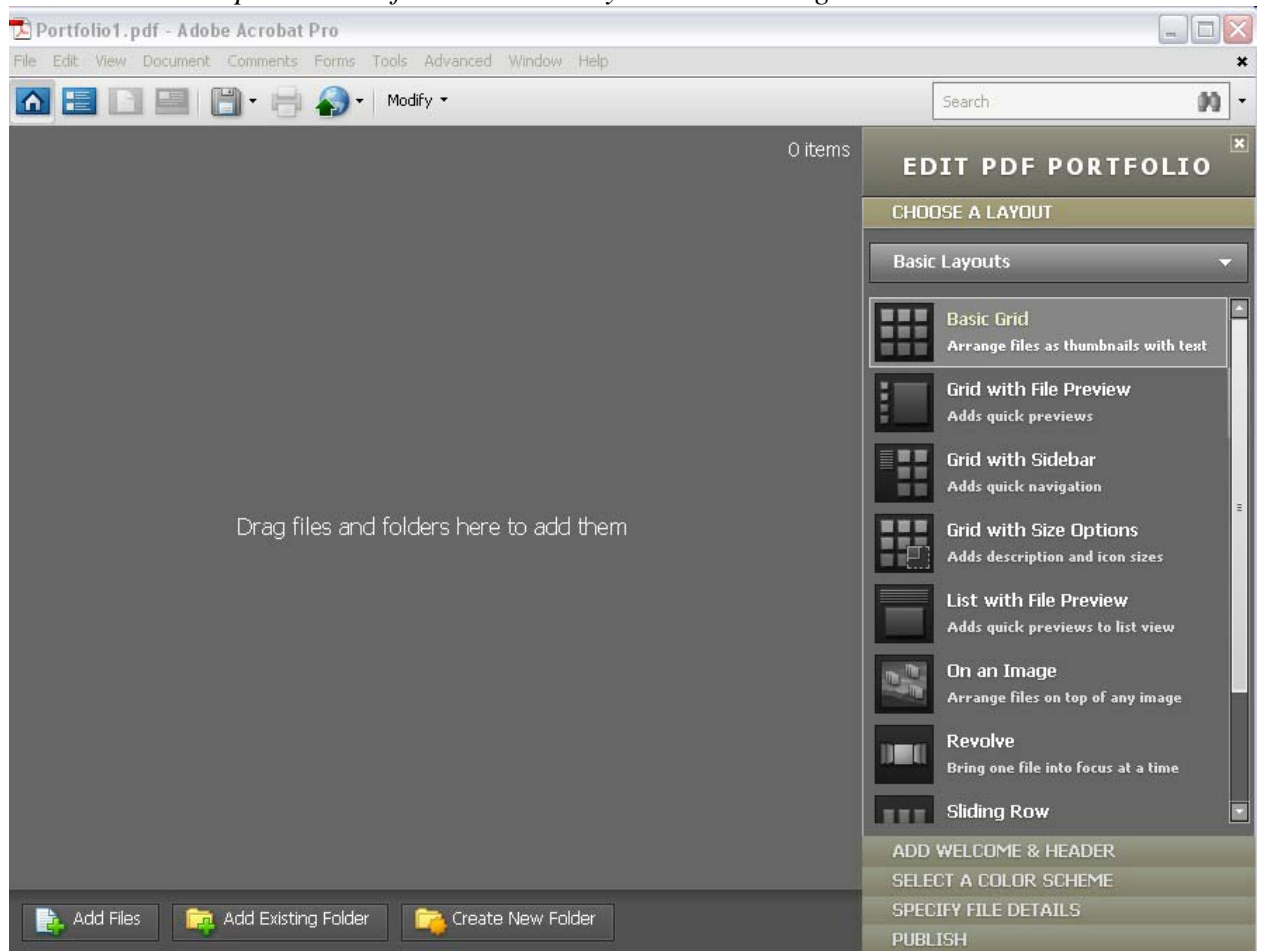 Portfolio1.pdf - Adobe Acrobat Pro
File Edit View Document Comments Forms Tools Advanced Window Help
Modify
Search
0 items
EDIT PDF PORTFOLIO
CHOOSE A LAYOUT
Basic Layouts
Basic Grid
Arrange files as thumbnails with text
Grid with File Preview
Adds quick previews
Grid with Sidebar
Adds quick navigation
Grid with Size Options
Adds description and icon sizes
Drag files and folders here to add them
List with File Preview
Adds quick previews to list view
On an Image
Arrange files on top of any image
Revolve
Bring one file into focus at a time
Sliding Row
ADD WELCOME & HEADER
SELECT A COLOR SCHEME
SPECIFY FILE DETAILS
PUBLISH
Add Files
Add Existing Folder
Create New Folder